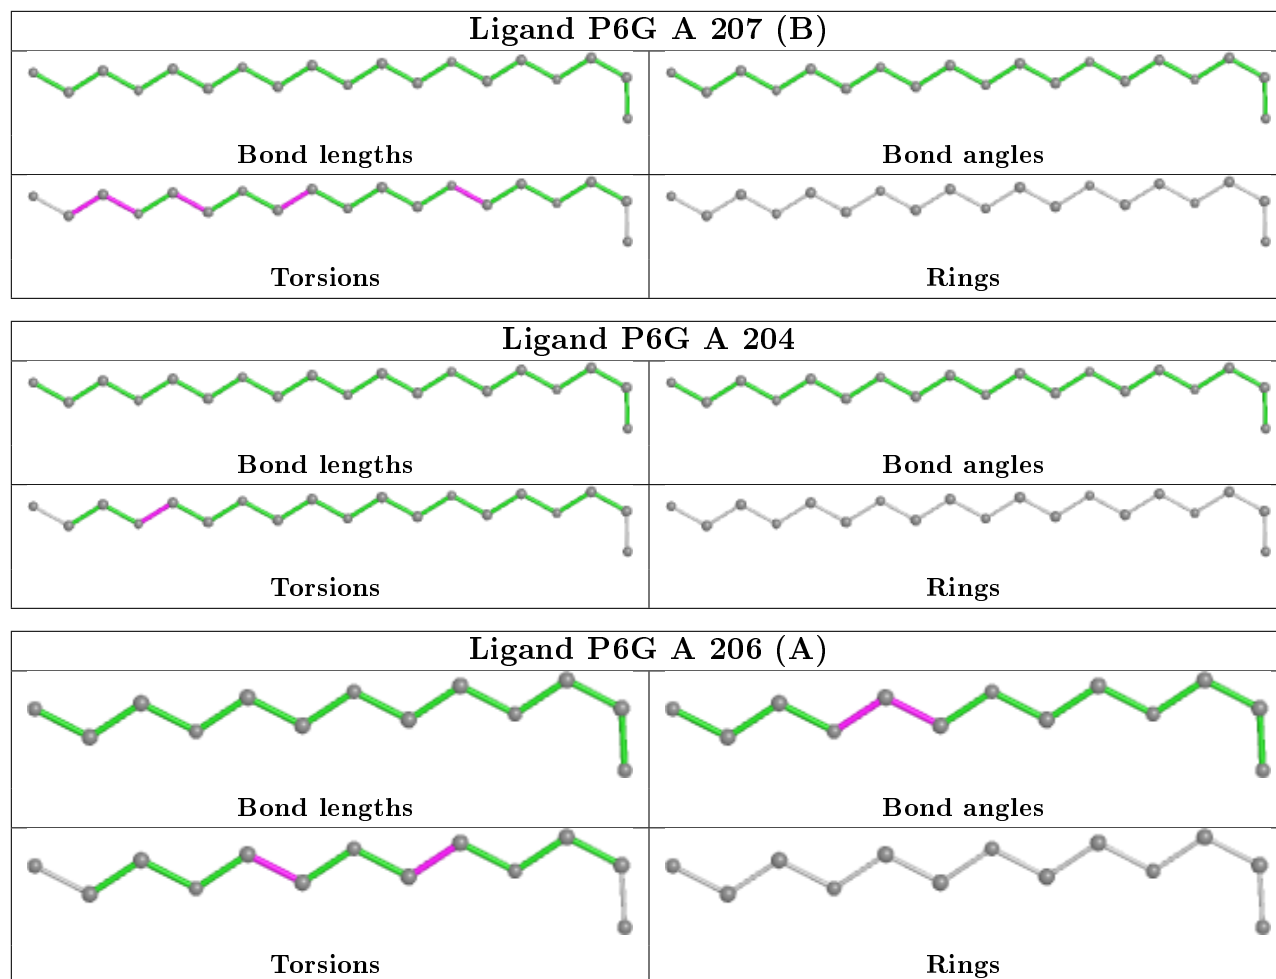 Ligand P6G A 207 (B)
Bond lengths Bond angles
Torsions Rings
Ligand P6G A 204
Bond lengths Bond angles
Torsions Rings
Ligand P6G A 206 (A)
Bond lengths Bond angles
Torsions Rings